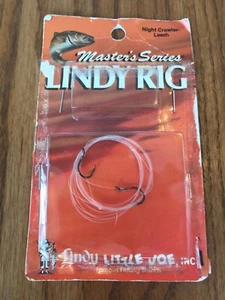 Night Crawler-
Leech
Master's Series
LINDY RIG
Lindy LITTLE JOE, INC